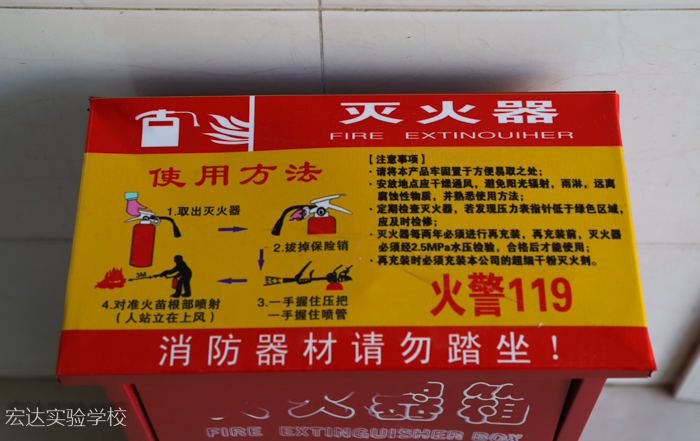 灭火器
FIRE EXTINOUIHER
使用方法
1.取出灭火器
2.拔掉保险销
3.一手握住压把
一手握住喷管
3M
4.对准火苗根部喷射
(人站立在上风)
【注意事项】
·请将本产品牢固置于方便易取之处;
·安放地点应干燥通风,避免阳光辐射,雨淋,远离
腐蚀性物质,并熟悉使用方法;
·定期检查灭火器,若发现压力表指针低于绿色区域,
应及时检修;
·灭火器每两年必须进行再充装,再充装前,灭火器
必须经2.5MPa水压检验,合格后才能使用;
·再充装时必须充装本公司的超细干粉灭火剂。
火警119
消防器材请勿踏坐!
灭火器箱
FIRE EXTINGUISHER BOX
宏达实验学校